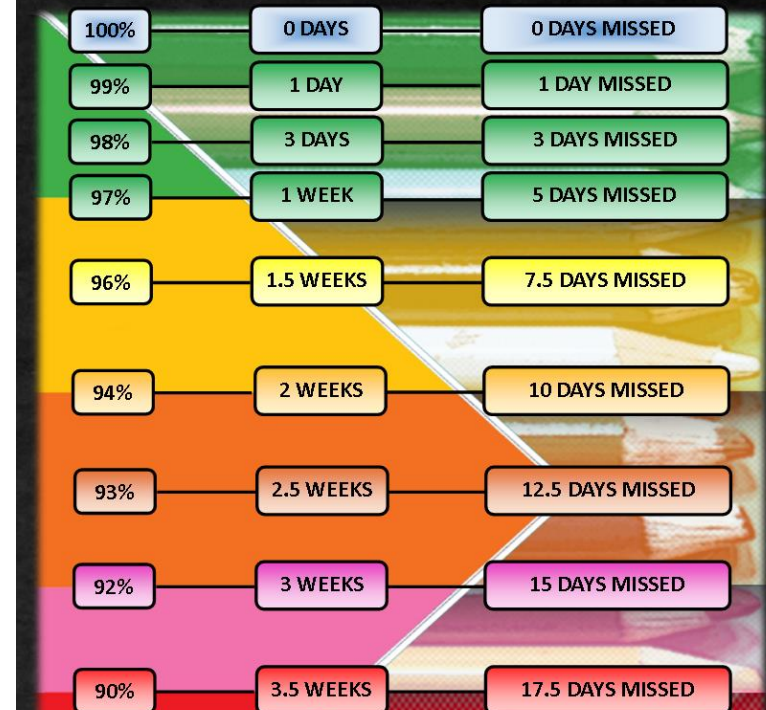 100% 0 DAYS 0 DAYS MISSED
99% 1 DAY 1 DAY MISSED
98% 3 DAYS 3 DAYS MISSED
97% 1 WEEK 5 DAYS MISSED
96% 1.5 WEEKS 7.5 DAYS MISSED
94% 2 WEEKS 10 DAYS MISSED
93% 2.5 WEEKS 12.5 DAYS MISSED
92% 3 WEEKS 15 DAYS MISSED
90% 3.5 WEEKS 17.5 DAYS MISSED